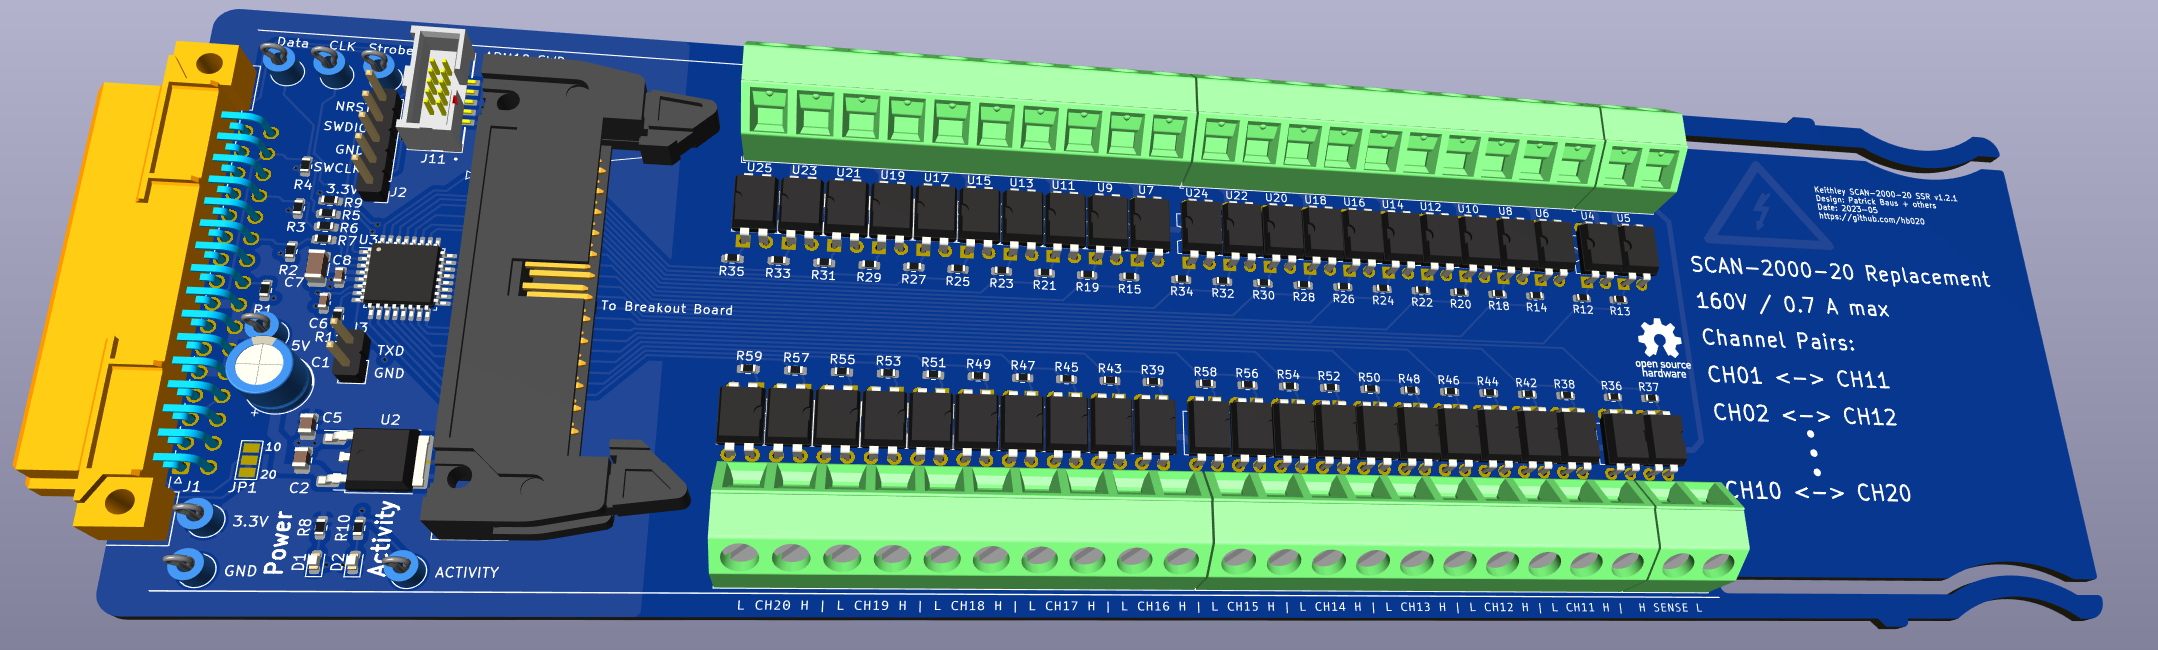 Data CLK Strobe
NRST
SWDIO
GND
SWCLK
3.3V
J11
J2
R4
R9
R5
R3
R6
R7
U3
R2
C8
C7
R1
C6
J3
5V
C1
TXD
GND
C5
U2
10
20
J1
JP1
C2
3.3V
Power
R8
R10
Activity
D1
D2
GND
ACTIVITY
To Breakout Board
U25 U23 U21 U19 U17 U15 U13 U11 U9 U7 U24 U22 U20 U18 U16 U14 U12 U10 U8 U6 U4 U5
R35 R33 R31 R29 R27 R25 R23 R21 R19 R15 R34 R32 R30 R28 R26 R24 R22 R20 R18 R14 R12 R13
R59 R57 R55 R53 R51 R49 R47 R45 R43 R39 R58 R56 R54 R52 R50 R48 R46 R44 R42 R38 R36 R37
L CH20 H | L CH19 H | L CH18 H | L CH17 H | L CH16 H | L CH15 H | L CH14 H | L CH13 H | L CH12 H | L CH11 H | H SENSE L
open source
hardware
Keithley SCAN-2000-20 SSR v1.2.1
Design: Patrick Baus + others
Date: 2023-05
https://github.com/hb020
SCAN-2000-20 Replacement
160V / 0.7 A max
Channel Pairs:
CH01 <-> CH11
CH02 <-> CH12
CH10 <-> CH20